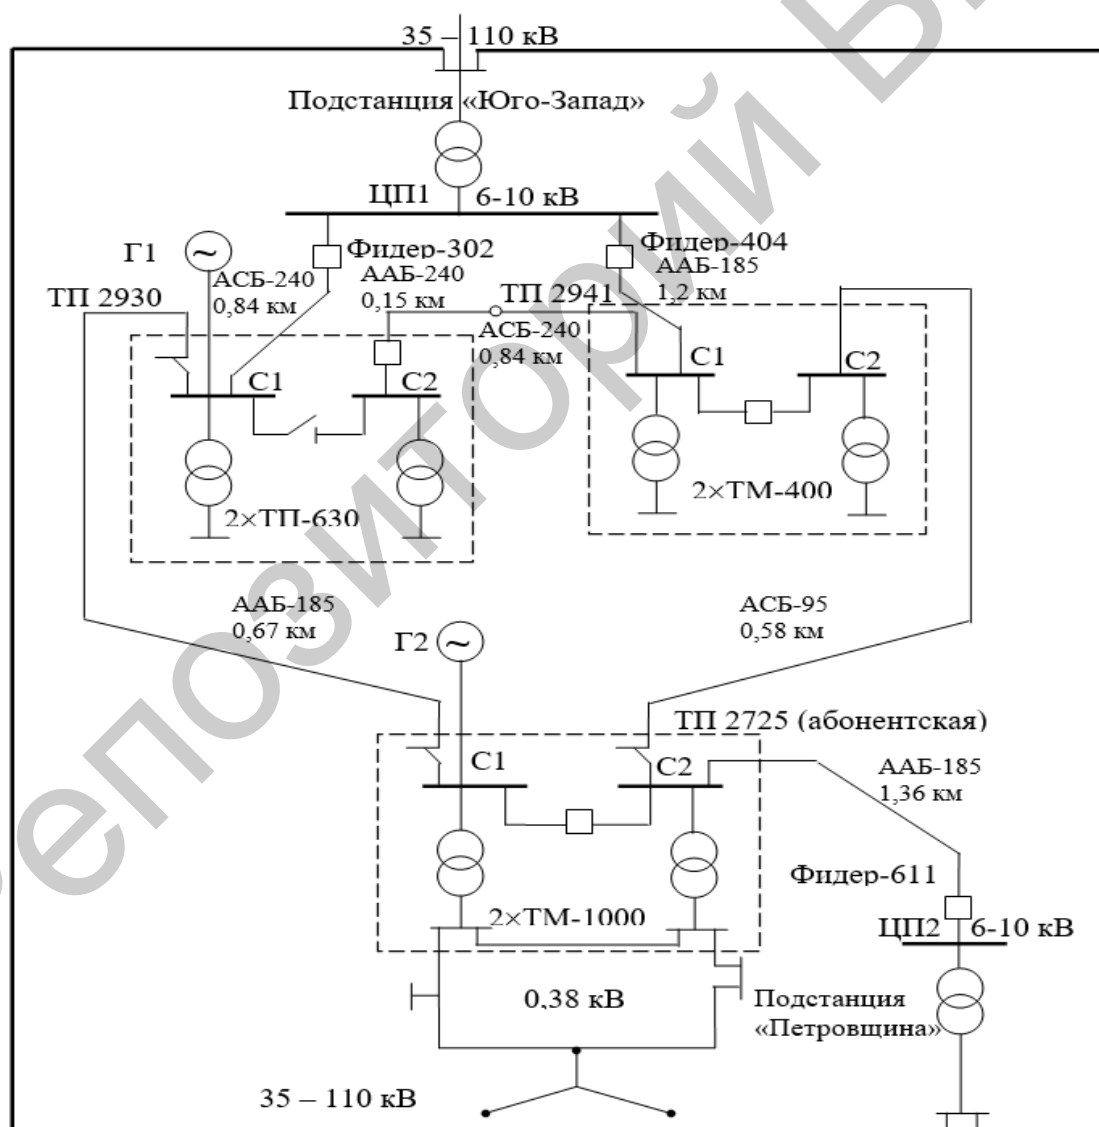 35 – 110 кВ
Подстанция «Юго-Запад»
ЦП1
6-10 кВ
Г1
Фидер-302
Фидер-404
АСБ-240
0,84 км
ААБ-240
0,15 км
ААБ-185
1,2 км
ТП 2930
ТП 2941
АСБ-240
0,84 км
С1
С2
С1
С2
2×ТП-630
2×ТМ-400
ААБ-185
0,67 км
АСБ-95
0,58 км
Г2
ТП 2725 (абонентская)
С1
С2
ААБ-185
1,36 км
Фидер-611
2×ТМ-1000
ЦП2
6-10 кВ
0,38 кВ
Подстанция
«Петровщина»
35 – 110 кВ
епозиторий Б